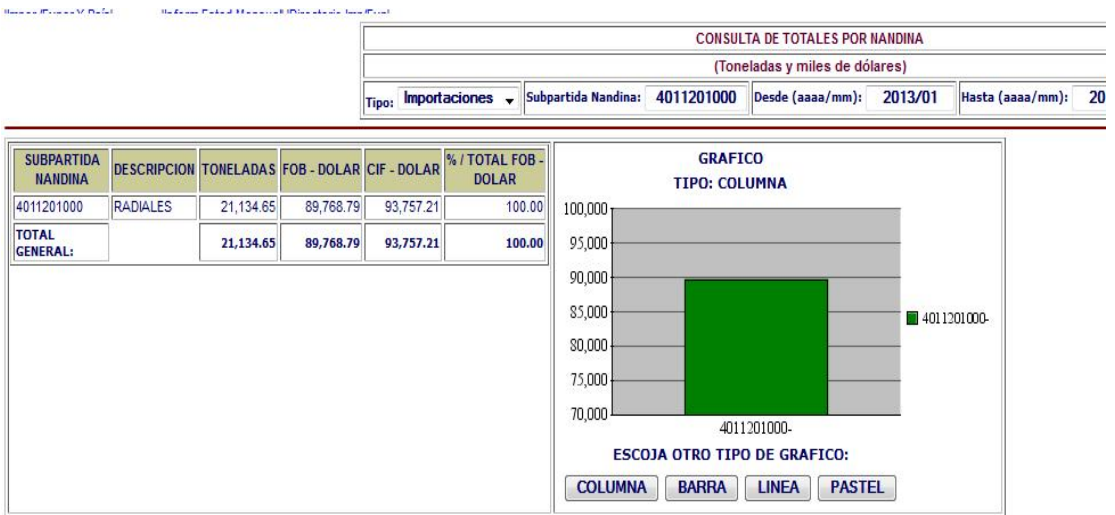 CONSULTA DE TOTALES POR NANDINA
(Toneladas y miles de dólares)
Tipo: Importaciones Subpartida Nandina: 4011201000 Desde (aaaa/mm): 2013/01 Hasta (aaaa/mm): 20
SUBPARTIDA NANDINA DESCRIPCION TONELADAS FOB - DOLAR CIF - DOLAR % / TOTAL FOB - DOLAR
4011201000 RADIALES 21,134.65 89,768.79 93,757.21 100.00
TOTAL GENERAL: 21,134.65 89,768.79 93,757.21 100.00
GRAFICO
TIPO: COLUMNA
100,000
95,000
90,000
85,000
80,000
75,000
70,000
4011201000-
4011201000-
ESCOJA OTRO TIPO DE GRAFICO:
COLUMNA BARRA LINEA PASTEL